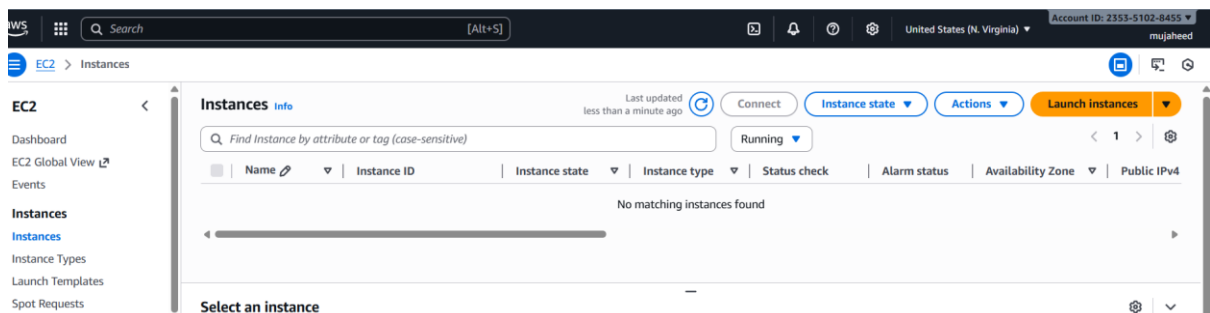 aws
Search [Alt+S] United States (N. Virginia) Account ID: 2353-5102-8455
mujaheed
EC2 > Instances
EC2
Dashboard
EC2 Global View
Events
Instances
Instances
Instance Types
Launch Templates
Spot Requests
Instances Info
Last updated
less than a minute ago
Connect Instance state Actions Launch instances
Find Instance by attribute or tag (case-sensitive) Running 1
Name Instance ID Instance state Instance type Status check Alarm status Availability Zone Public IPv4
No matching instances found
Select an instance